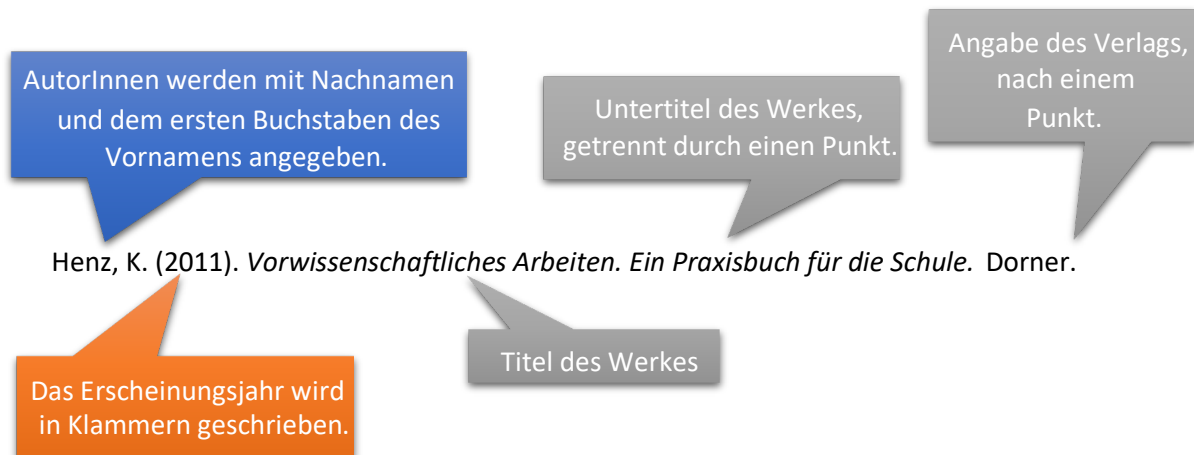 AutorInnen werden mit Nachnamen
und dem ersten Buchstaben des
Vornamens angegeben.
Untertitel des Werkes,
getrennt durch einen Punkt.
Angabe des Verlags,
nach einem
Punkt.
Henz, K. (2011). Vorwissenschaftliches Arbeiten. Ein Praxisbuch für die Schule. Dorner.
Das Erscheinungsjahr wird
in Klammern geschrieben.
Titel des Werkes